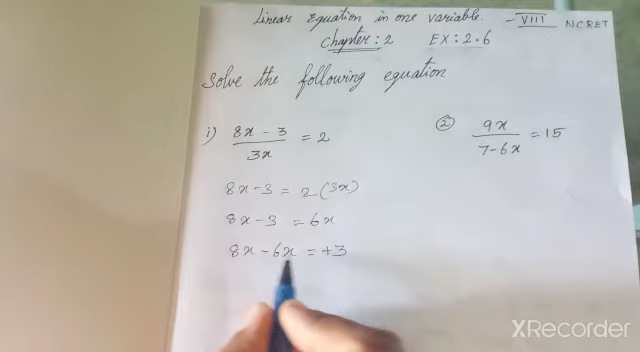 Linear Equation in one variable. - VIII NCRET
Chapter: 2 EX: 2.6
Solve the following equation
i) (8x - 3)/(3x) = 2
8x - 3 = 2(3x)
8x - 3 = 6x
8x - 6x = +3
② 9x/(7-6x) = 15
XRecorder